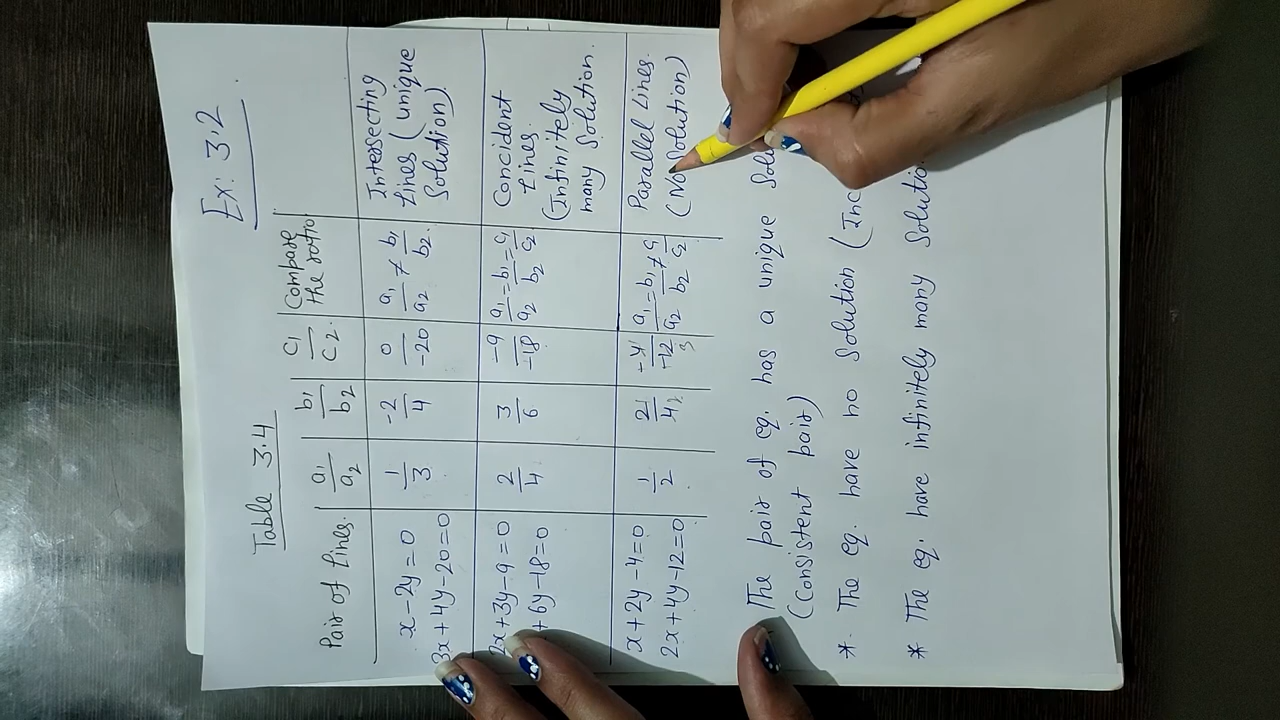 Ex: 3.2
Table 3.4
Pair of Lines. | a1/a2 | b1/b2 | c1/c2. | Compare the ratio
x-2y=0 | 1/3 | -2/4 | 0/-20 | a1/a2 ≠ b1/b2. | Intersecting
3x+4y-20=0 | Lines (unique
Solution)
2x+3y-9=0 | 2/4 | 3/6 | -9/-18 | a1/a2=b1/b2=c1/c2 | Concident
+6y-18=0 | Lines.
(Infinitely
many Solution.
x+2y-4=0 | 1/2 | 2/4 | -4/-12 | a1/a2=b1/b2≠c1/c2 | Parallel Lines.
2x+4y-12=0 | (No Solution)
The pair of eq. has a unique
(Consistent pair)
*. The eq. have no Solution
* The eq. have infinitely many